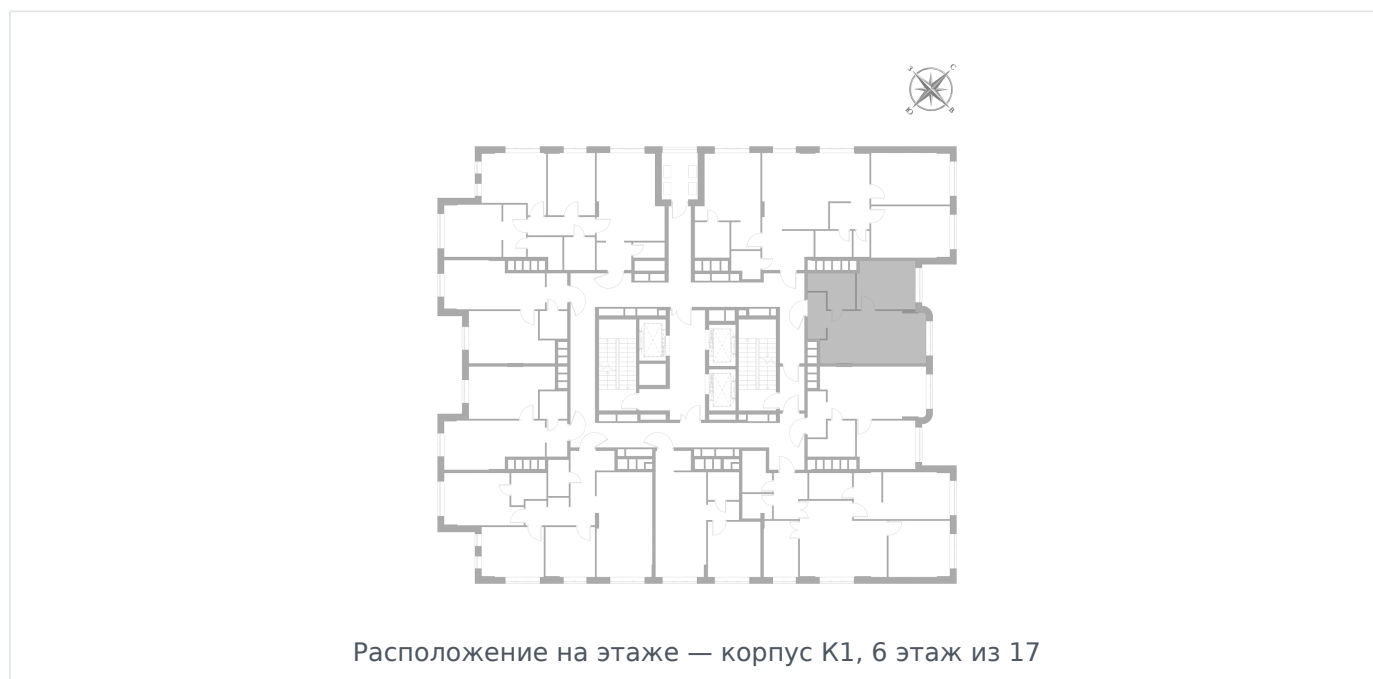 З С
Ю В
Расположение на этаже — корпус К1, 6 этаж из 17